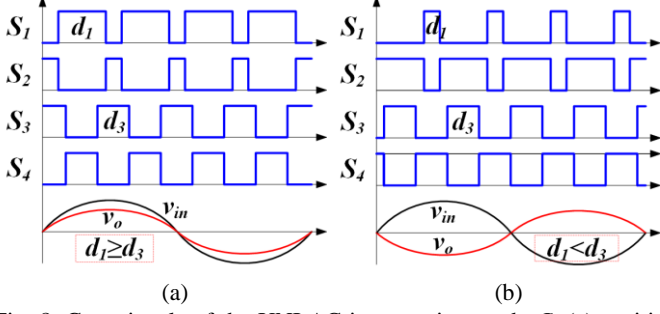 S1 d1
S2
S3 d3
S4
vin
vo
d1≥d3
(a)
S1 d1
S2
S3 d3
S4
vin
vo
d1<d3
(b)